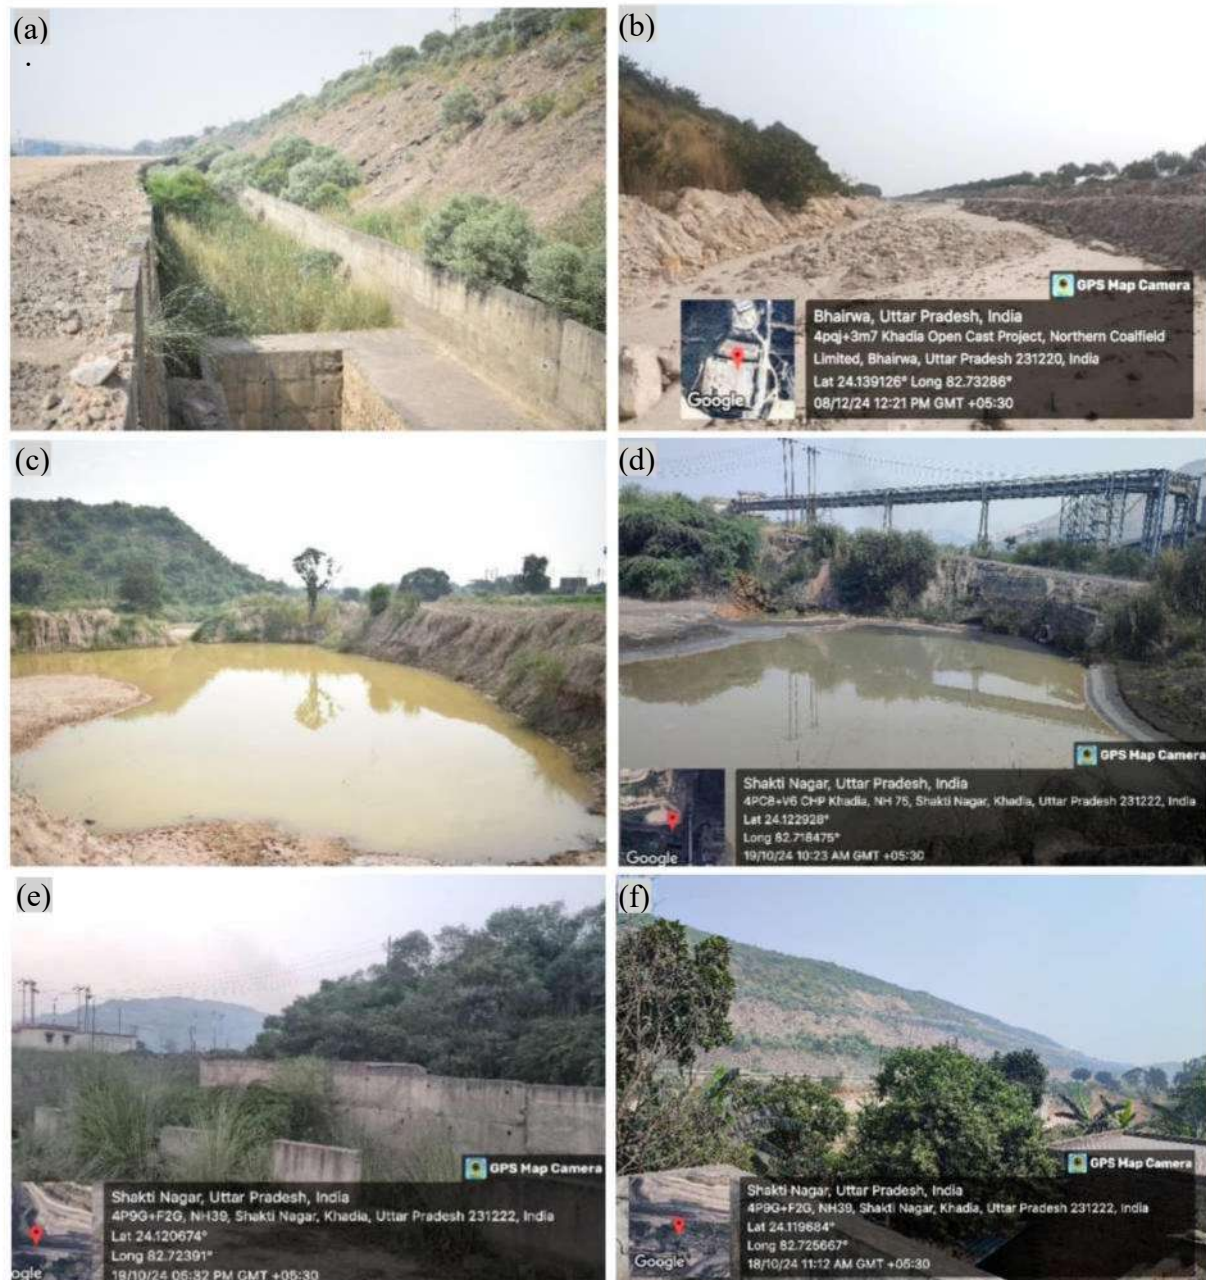 (a)
.
(b)
GPS Map Camera
Bhairwa, Uttar Pradesh, India
4pqj+3m7 Khadia Open Cast Project, Northern Coalfield
Limited, Bhairwa, Uttar Pradesh 231220, India
Lat 24.139126° Long 82.73286°
08/12/24 12:21 PM GMT +05:30
Google
(c)
(d)
GPS Map Camera
Shakti Nagar, Uttar Pradesh, India
4PC8+V6 CHP Khadia, NH 75, Shakti Nagar, Khadia, Uttar Pradesh 231222, India
Lat 24.122928°
Long 82.718475°
19/10/24 10:23 AM GMT +05:30
Google
(e)
GPS Map Camera
Shakti Nagar, Uttar Pradesh, India
4P9G+F2G, NH39, Shakti Nagar, Khadia, Uttar Pradesh 231222, India
Lat 24.120674°
Long 82.72391°
19/10/24 05:32 PM GMT +05:30
ogle
(f)
GPS Map Camera
Shakti Nagar, Uttar Pradesh, India
4P9G+F2G, NH39, Shakti Nagar, Khadia, Uttar Pradesh 231222, India
Lat 24.119684°
Long 82.725667°
18/10/24 11:12 AM GMT +05:30
Google